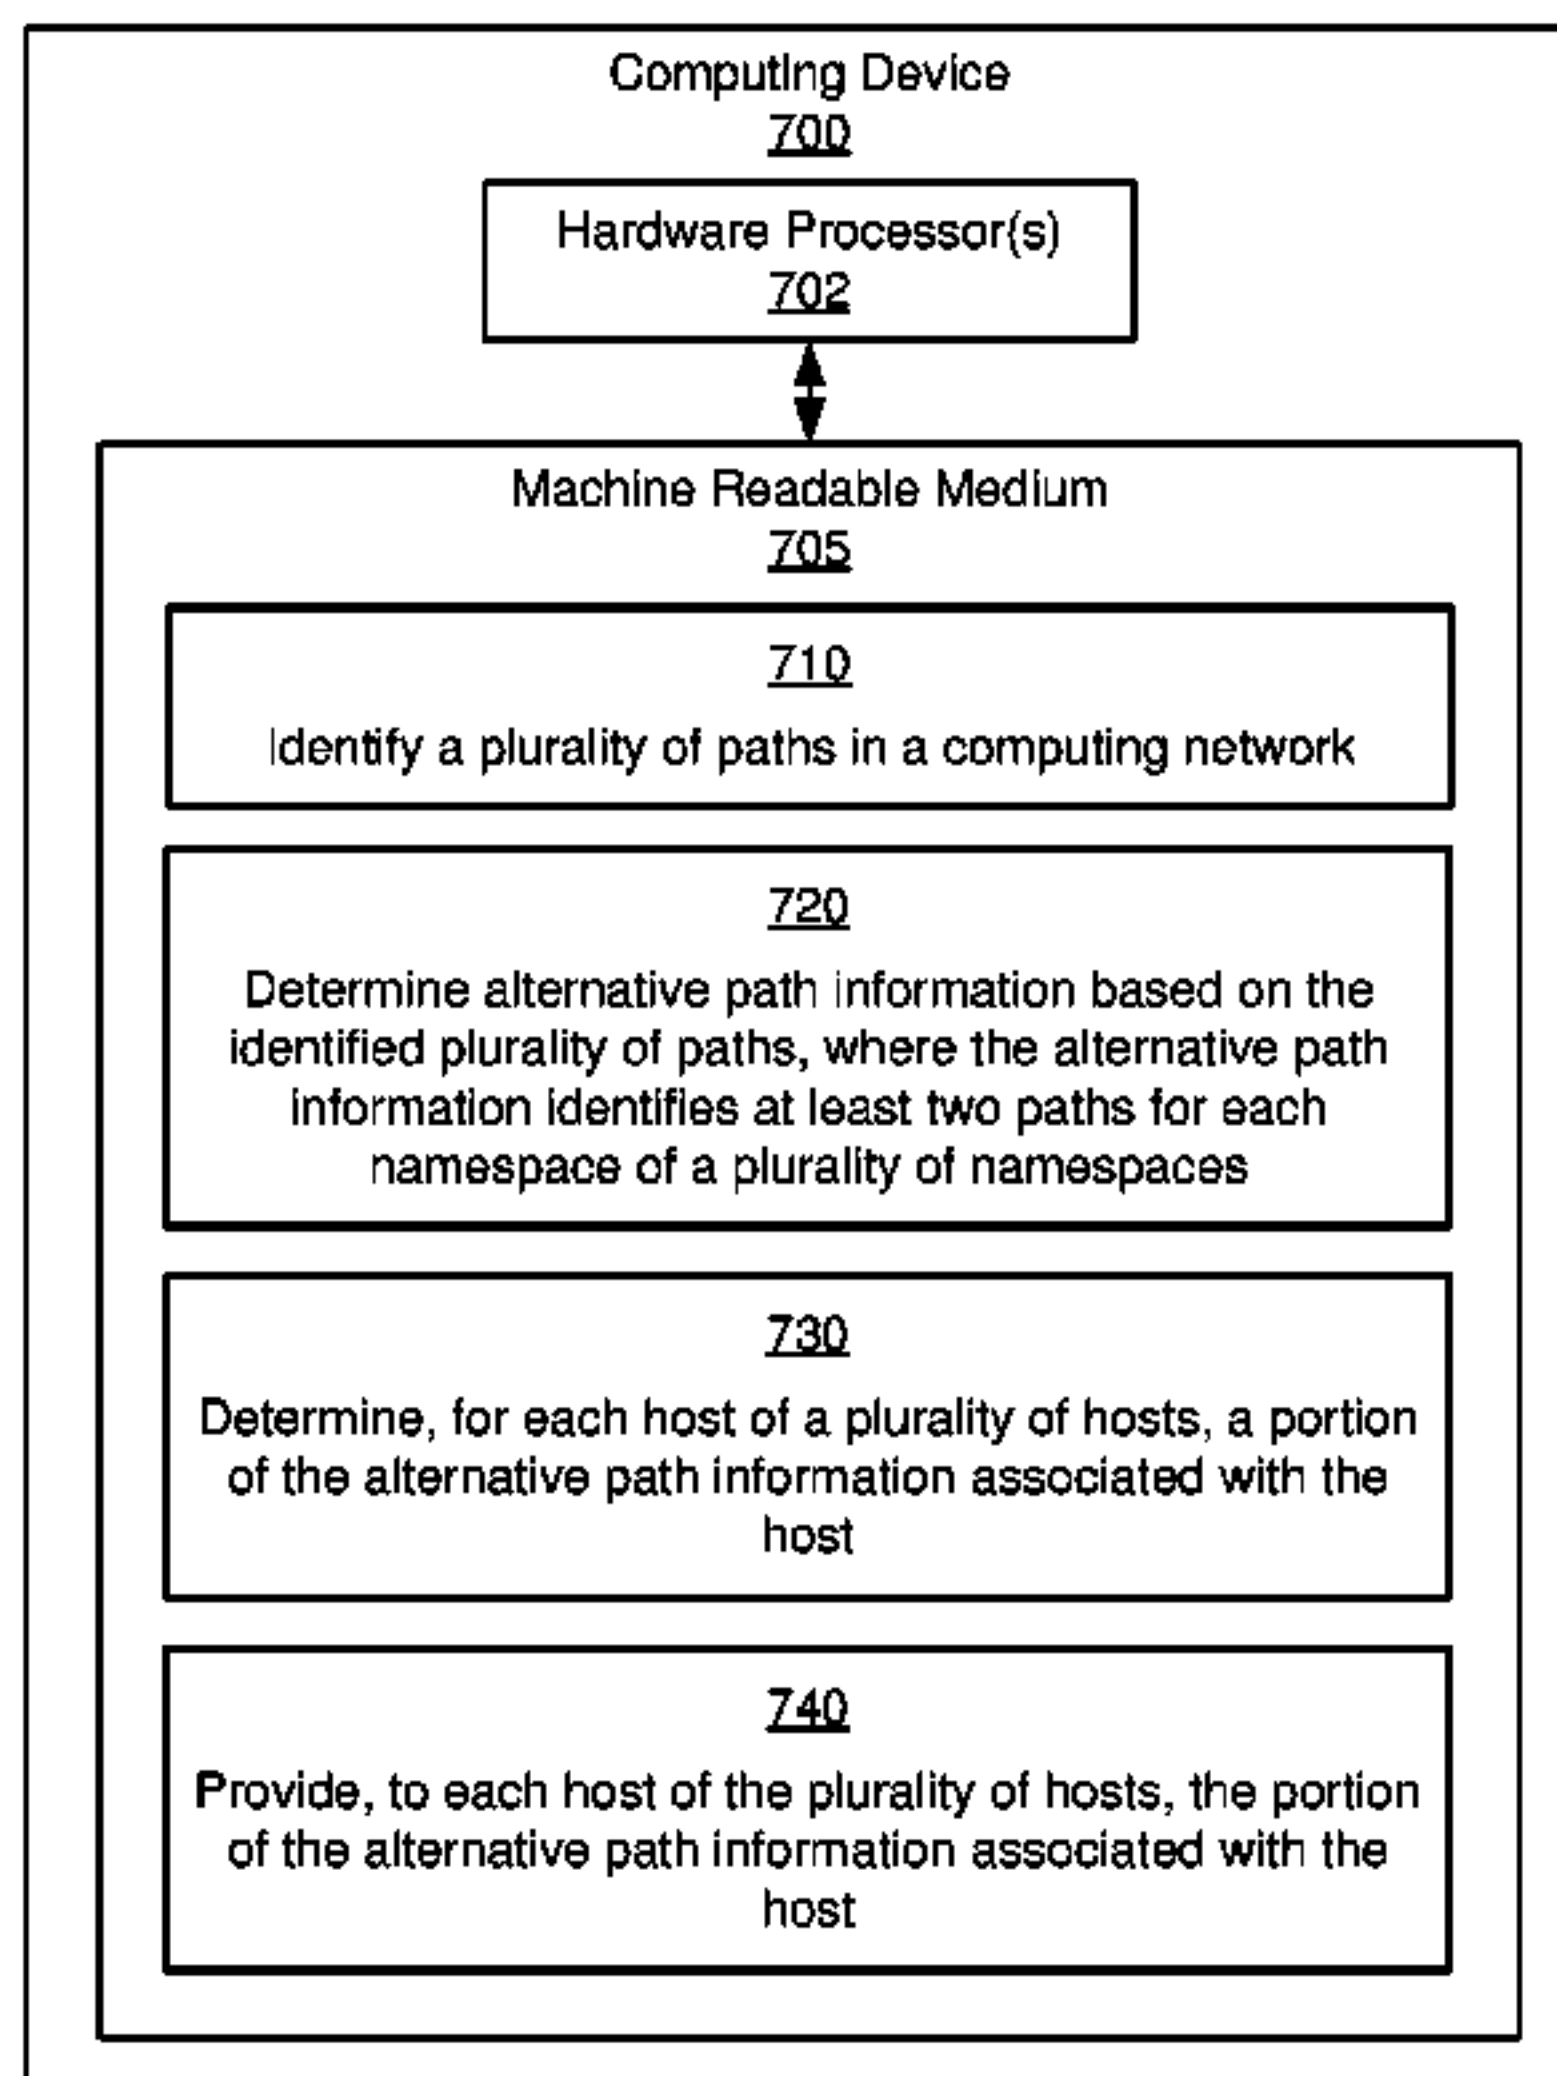 Computing Device
700
Hardware Processor(s)
702
Machine Readable Medium
705
710
Identify a plurality of paths in a computing network
720
Determine alternative path information based on the
identified plurality of paths, where the alternative path
information identifies at least two paths for each
namespace of a plurality of namespaces
730
Determine, for each host of a plurality of hosts, a portion
of the alternative path information associated with the
host
740
Provide, to each host of the plurality of hosts, the portion
of the alternative path information associated with the
host